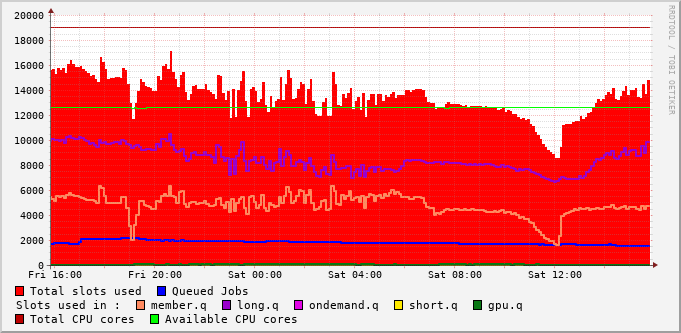 20000
18000
16000
14000
12000
10000
8000
6000
4000
2000
0
Fri 16:00 Fri 20:00 Sat 00:00 Sat 04:00 Sat 08:00 Sat 12:00
RRDTOOL / TOBI OETIKER
Total slots used Queued Jobs
Slots used in : member.q long.q ondemand.q short.q gpu.q
Total CPU cores Available CPU cores